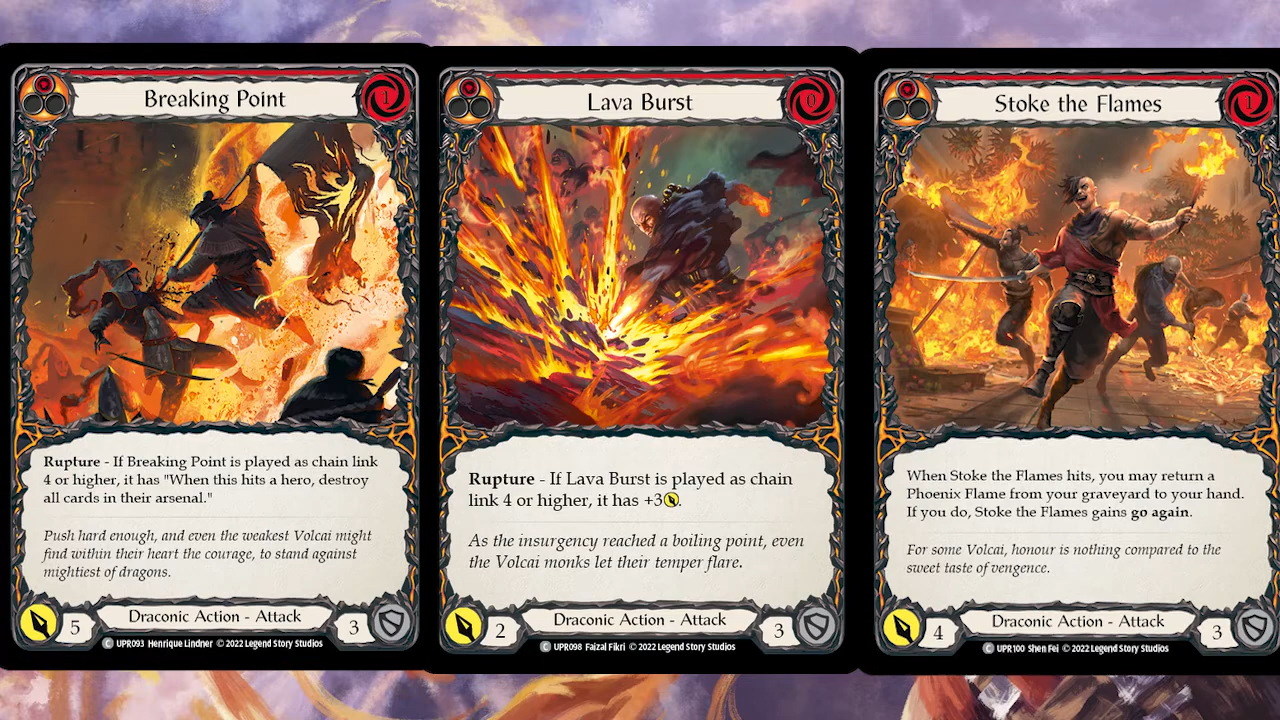 Breaking Point
1
Rupture - If Breaking Point is played as chain link
4 or higher, it has "When this hits a hero, destroy
all cards in their arsenal."
Push hard enough, and even the weakest Volcai might
find within their heart the courage, to stand against
mightiest of dragons.
5
Draconic Action - Attack
3
C UPR093 Henrique Lindner © 2022 Legend Story Studios
Lava Burst
0
Rupture - If Lava Burst is played as chain
link 4 or higher, it has +3.
As the insurgency reached a boiling point, even
the Volcai monks let their temper flare.
2
Draconic Action - Attack
3
C UPR098 Faizal Fikri © 2022 Legend Story Studios
Stoke the Flames
1
When Stoke the Flames hits, you may return a
Phoenix Flame from your graveyard to your hand.
If you do, Stoke the Flames gains go again.
For some Volcai, honour is nothing compared to the
sweet taste of vengence.
4
Draconic Action - Attack
3
C UPR100 Shen Fei © 2022 Legend Story Studios